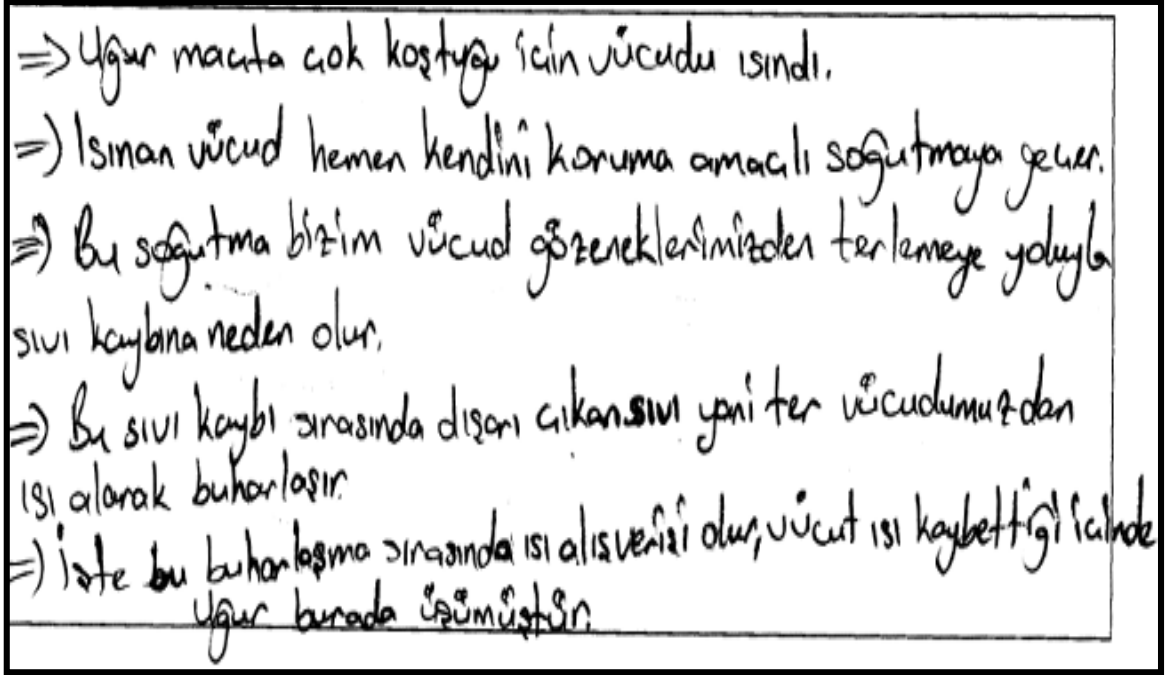 => Uğur maçta çok koştuğu için vücudu ısındı.
=) Isınan vücud hemen kendini koruma amaçlı soğutmaya geçer.
=) Bu soğutma bizim vücud gözeneklerimizden terlemeye yoluyla
sıvı kaybına neden olur.
=) Bu sıvı kaybı sırasında dışarı çıkan sıvı yani ter vücudumuzdan
ısı alarak buharlaşır.
=) İşte bu buharlaşma sırasında ısı alışverişi olur, vücut ısı kaybettiği içinde
Uğur burada üşümüştür.